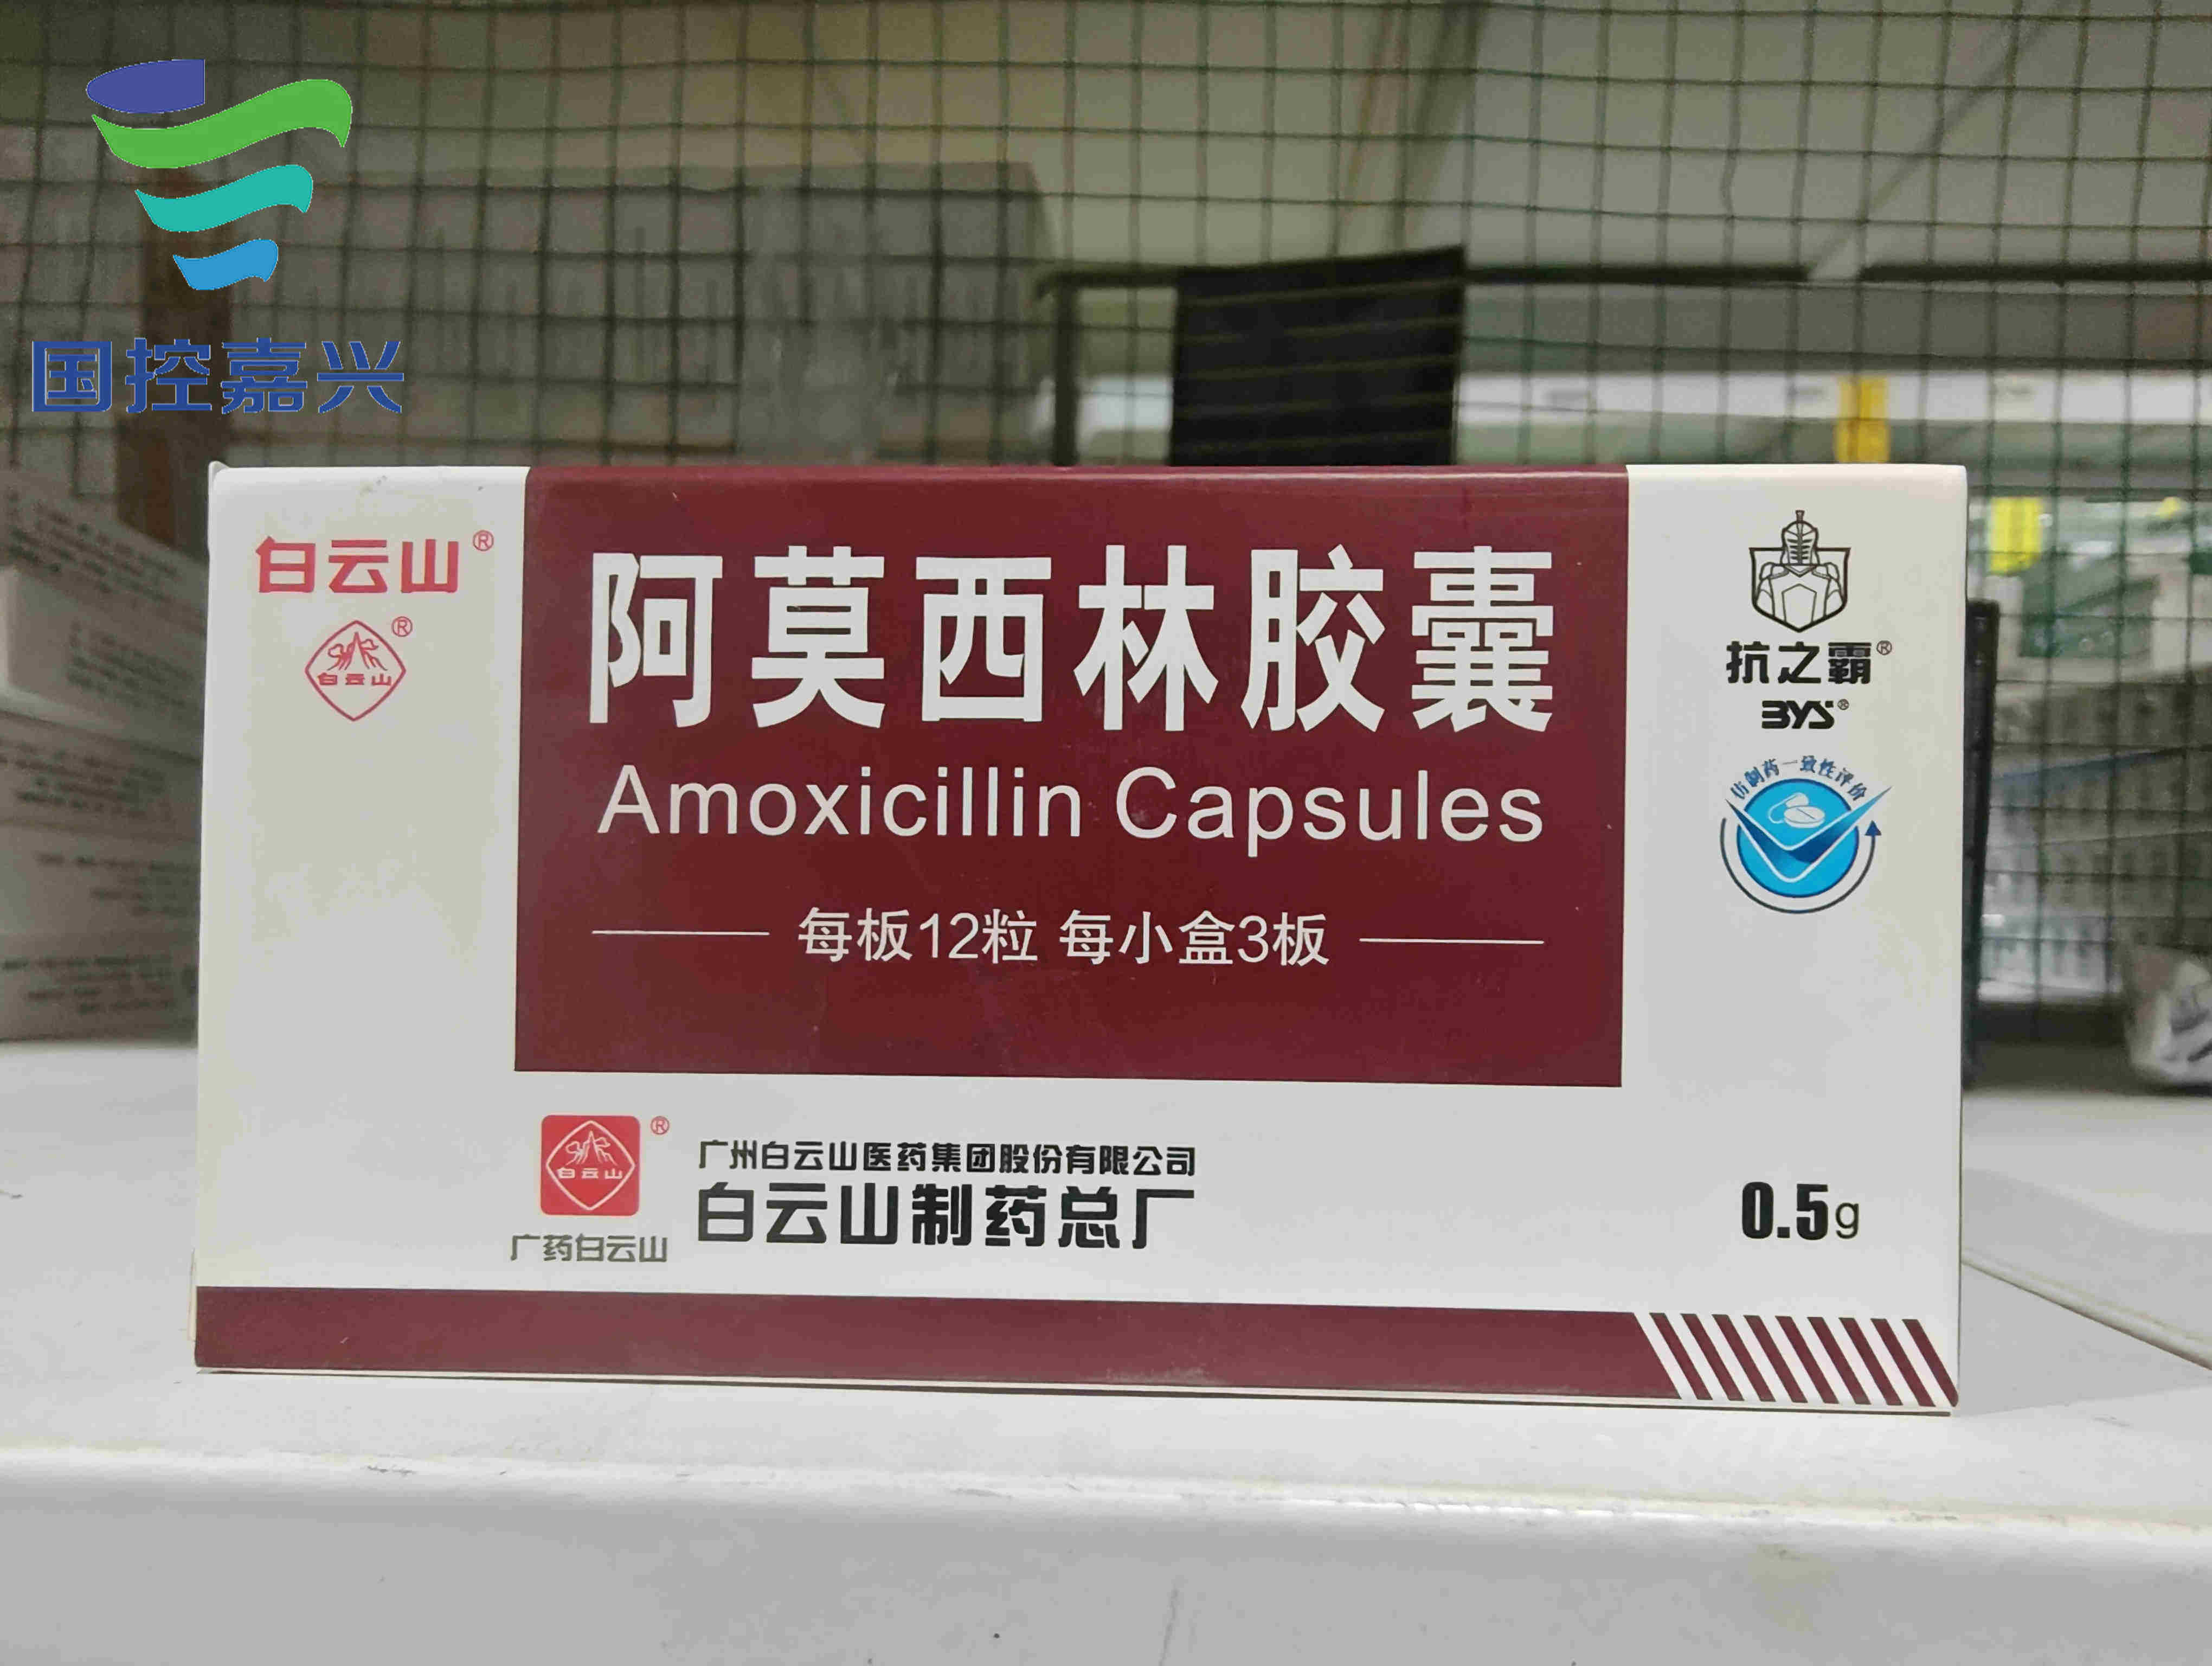 国控嘉兴
白云山®
®
白云山
阿莫西林胶囊
Amoxicillin Capsules
每板12粒 每小盒3板
抗之霸®
BYS®
仿制药一致性评价
®
白云山
广药白云山
广州白云山医药集团股份有限公司
白云山制药总厂
0.5g